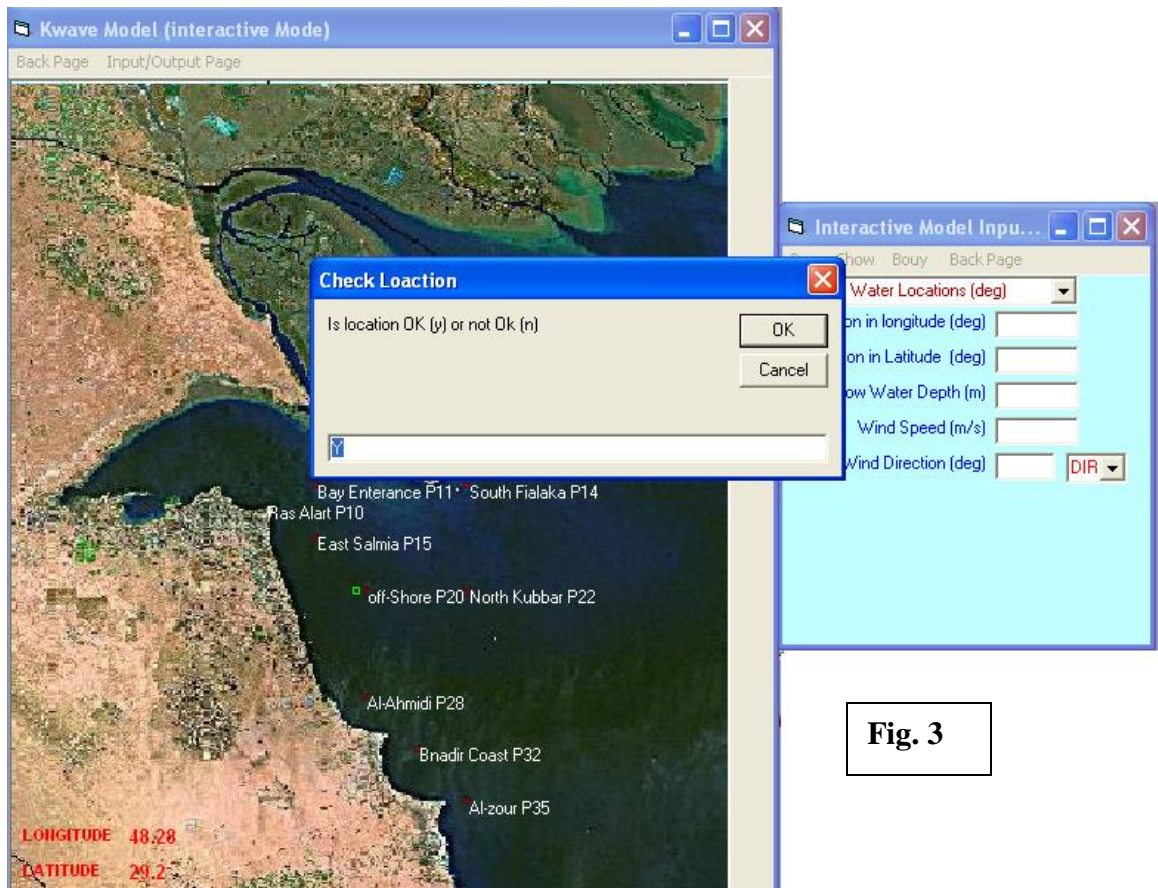 Kwave Model (interactive Mode)
Back Page Input/Output Page
Interactive Model Inpu...
Show Bouy Back Page
Check Loaction
Is location OK (y) or not Ok (n)
OK
Cancel
Y
Water Locations (deg)
on in longitude (deg)
on in Latitude (deg)
ow Water Depth (m)
Wind Speed (m/s)
Wind Direction (deg)
DIR
Bay Enterance P11 South Fialaka P14
Ras Alart P10
East Salmia P15
off-Shore P20 North Kubbar P22
Al-Ahmidi P28
Bnadir Coast P32
Al-zour P35
LONGITUDE 48.28
LATITUDE 29.2
Fig. 3